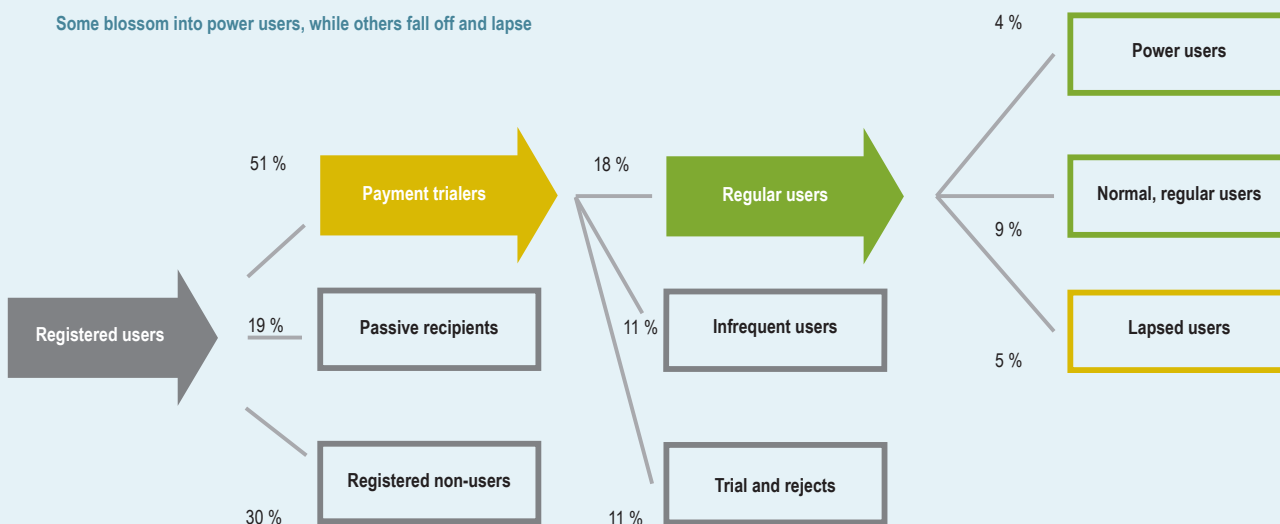 Some blossom into power users, while others fall off and lapse
4 %
Power users
51 %
Payment trialers
18 %
Regular users
Normal, regular users
9 %
Registered users
19 %
Passive recipients
11 %
Infrequent users
Lapsed users
5 %
Registered non-users
30 %
Trial and rejects
11 %